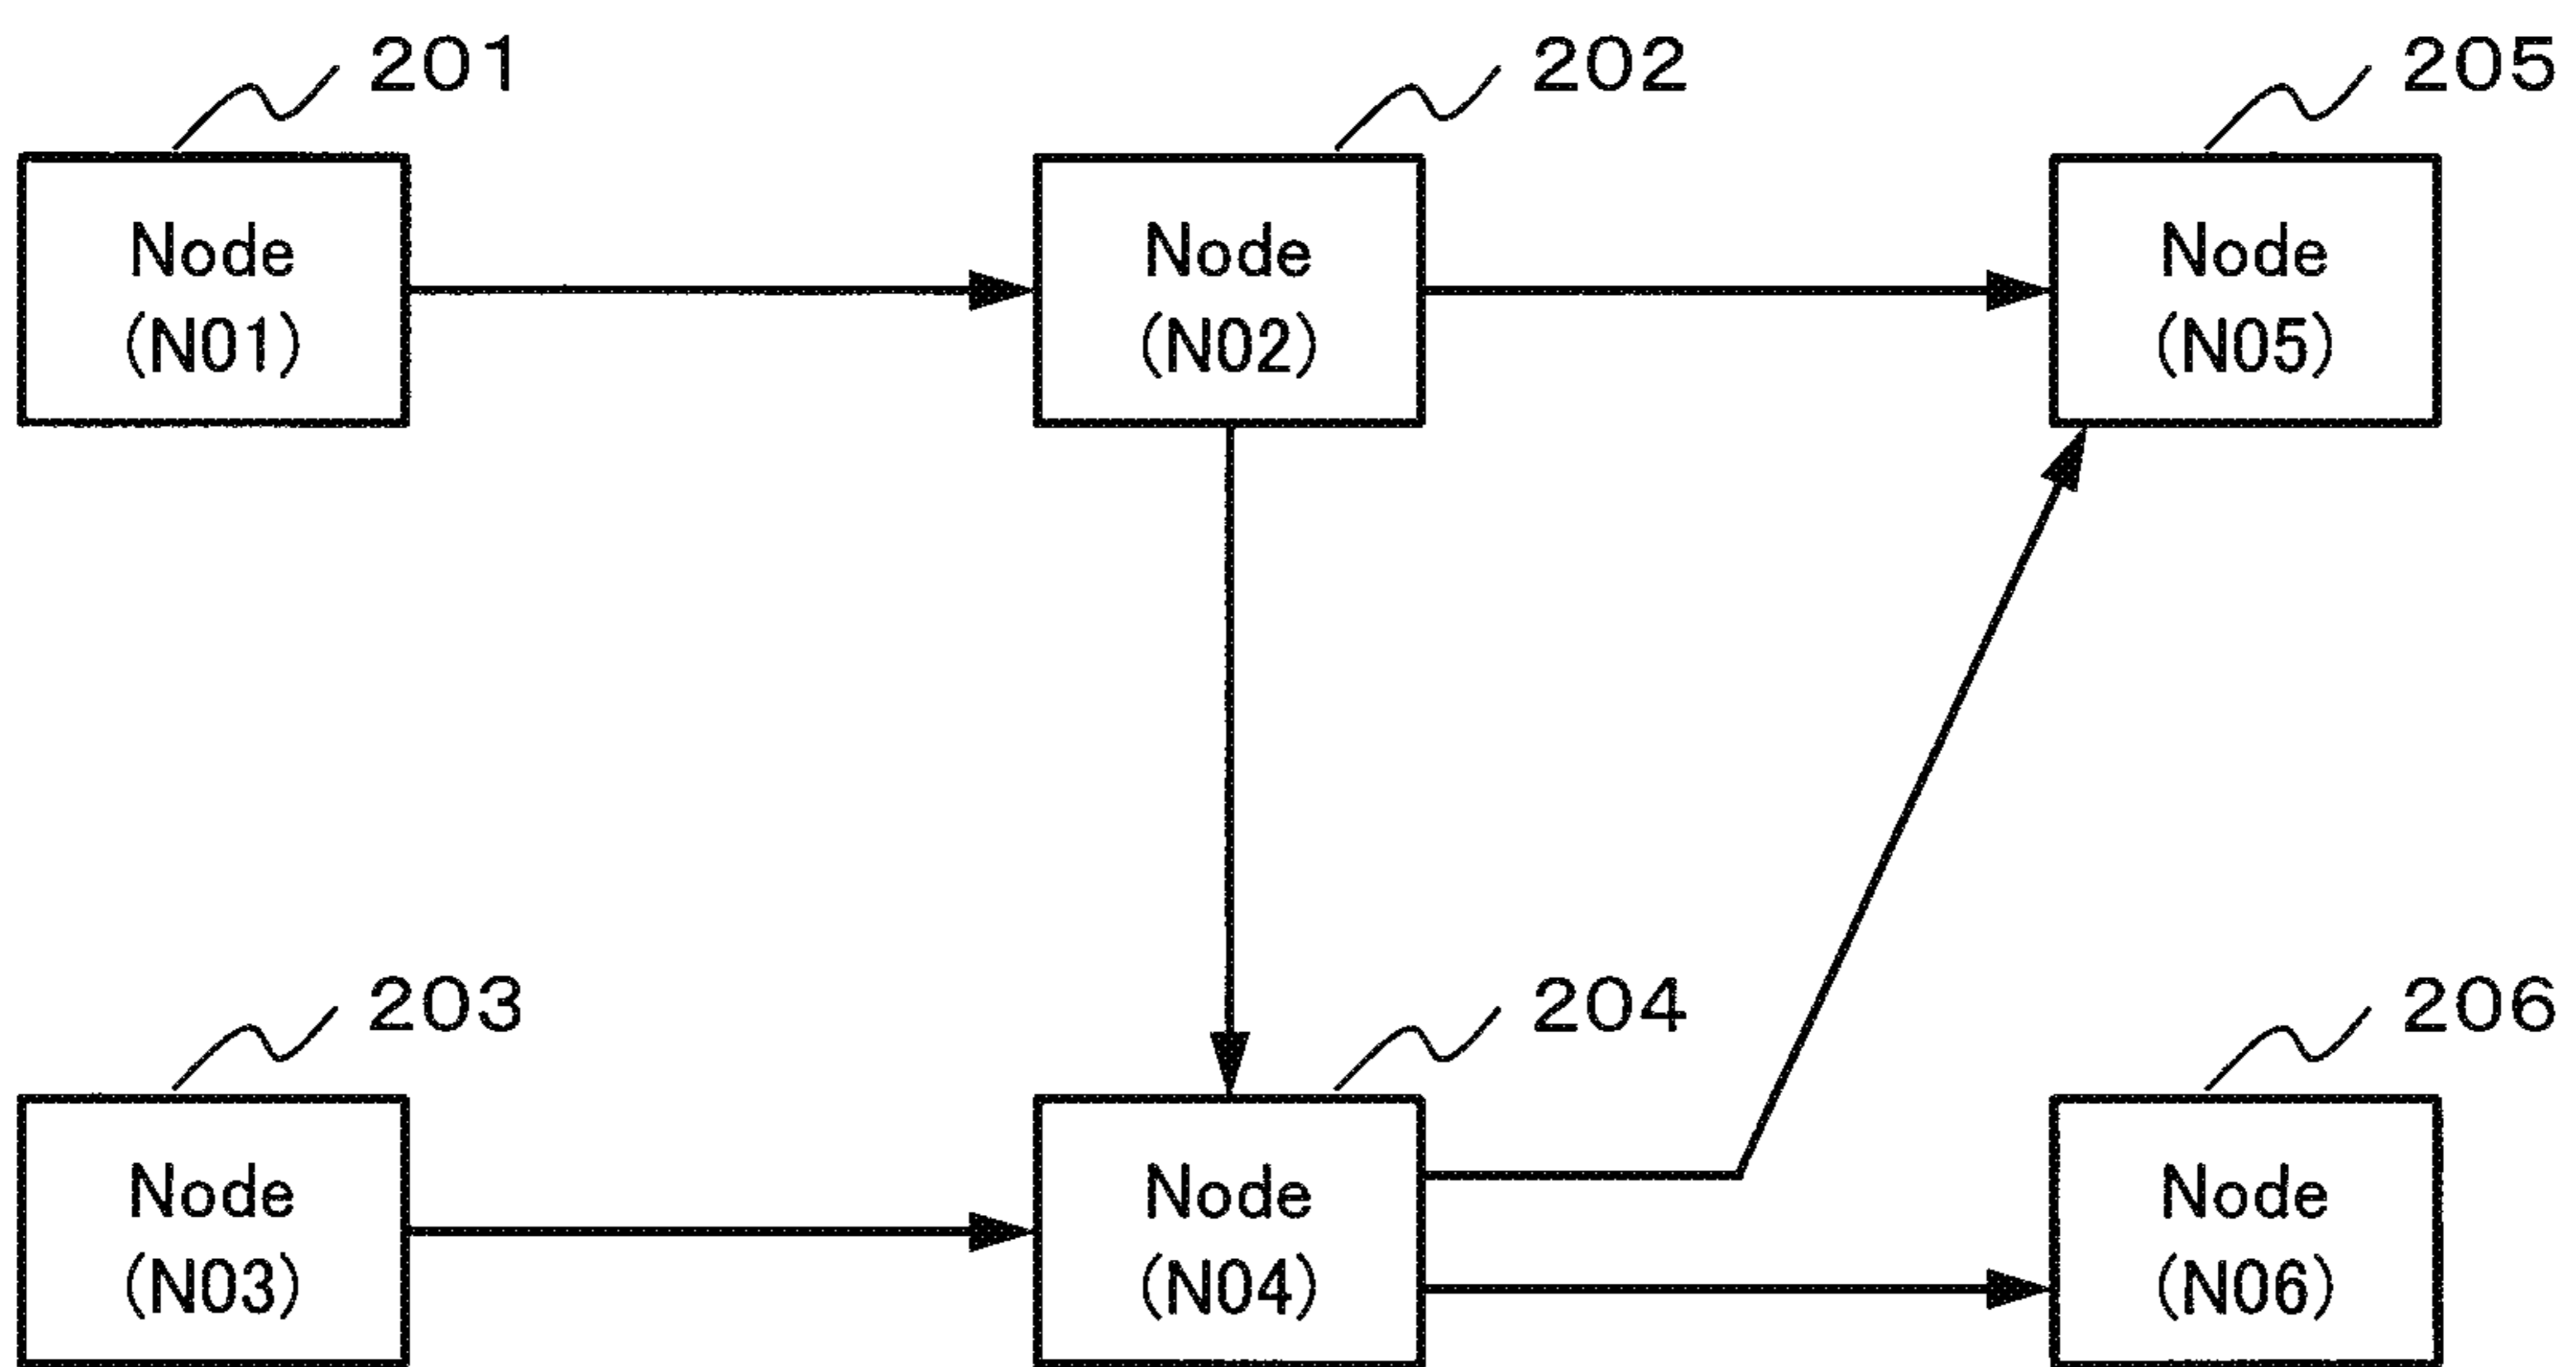 201
202
205
Node
(N01)
Node
(N02)
Node
(N05)
203
204
206
Node
(N03)
Node
(N04)
Node
(N06)